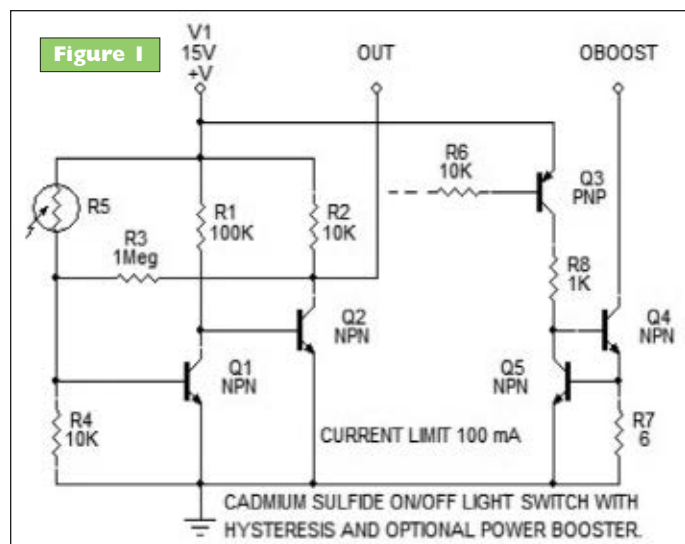 Figure 1
V1
15V
+V
OUT
OBOOST
R6
10K
Q3
PNP
R5
R1
100K
R2
10K
R3
1Meg
R8
1K
Q2
NPN
Q4
NPN
Q1
NPN
Q5
NPN
R4
10K
R7
6
CURRENT LIMIT 100 mA
CADMIUM SULFIDE ON/OFF LIGHT SWITCH WITH
HYSTERESIS AND OPTIONAL POWER BOOSTER.